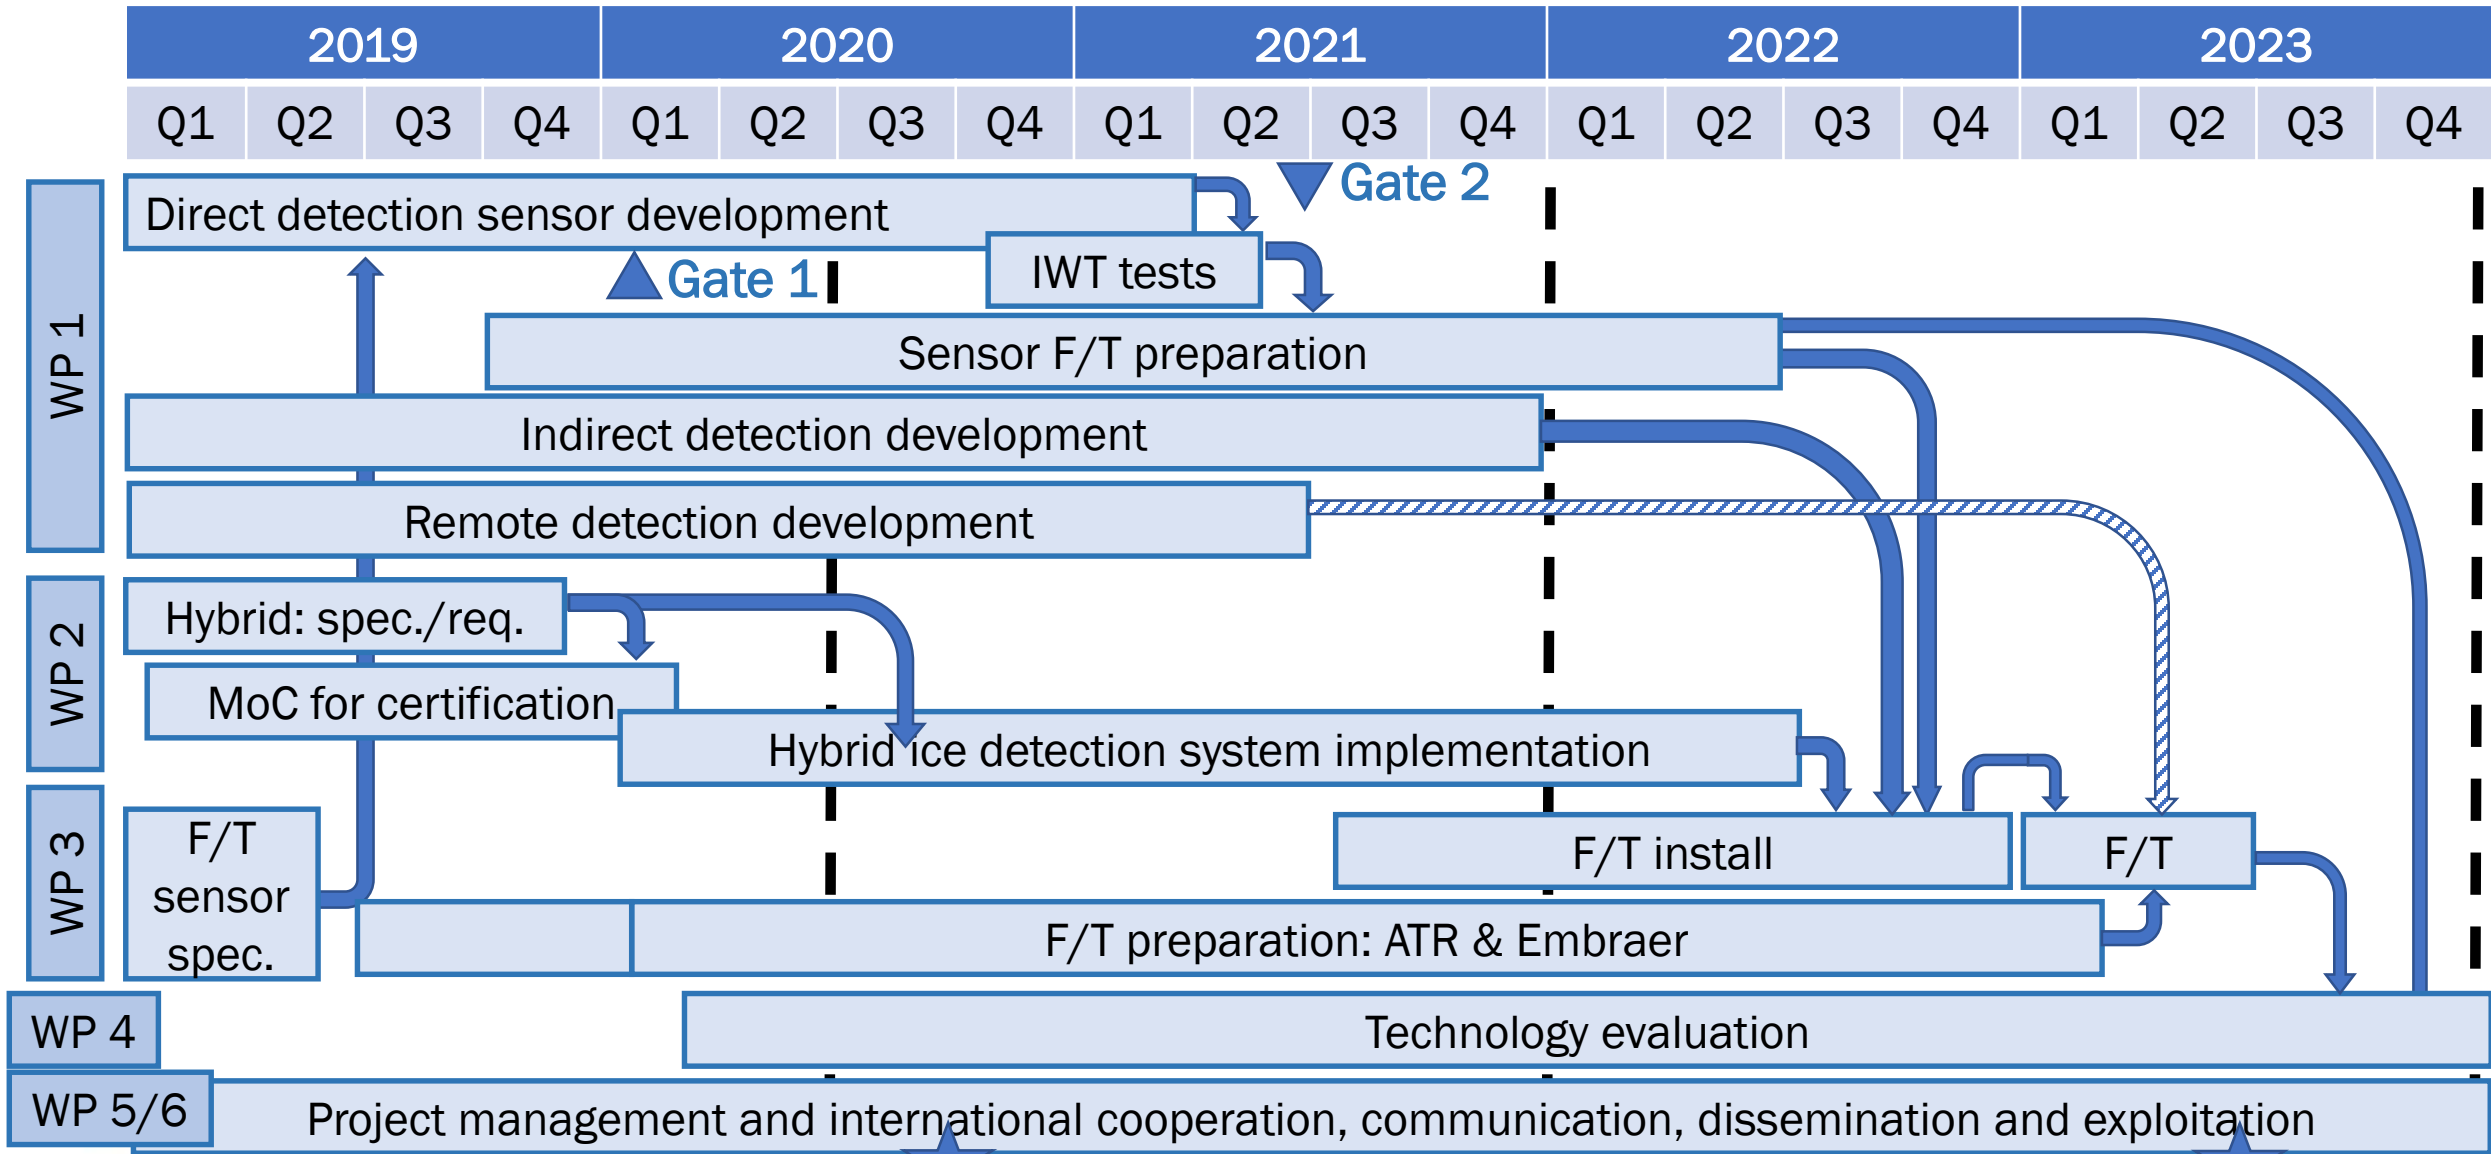 2019 2020 2021 2022 2023
Q1 Q2 Q3 Q4 Q1 Q2 Q3 Q4 Q1 Q2 Q3 Q4 Q1 Q2 Q3 Q4 Q1 Q2 Q3 Q4
Gate 2
WP 1
Direct detection sensor development
IWT tests
Gate 1
Sensor F/T preparation
Indirect detection development
Remote detection development
WP 2
Hybrid: spec./req.
MoC for certification
Hybrid ice detection system implementation
WP 3
F/T
sensor
spec.
F/T install
F/T
F/T preparation: ATR & Embraer
WP 4
Technology evaluation
WP 5/6
Project management and international cooperation, communication, dissemination and exploitation